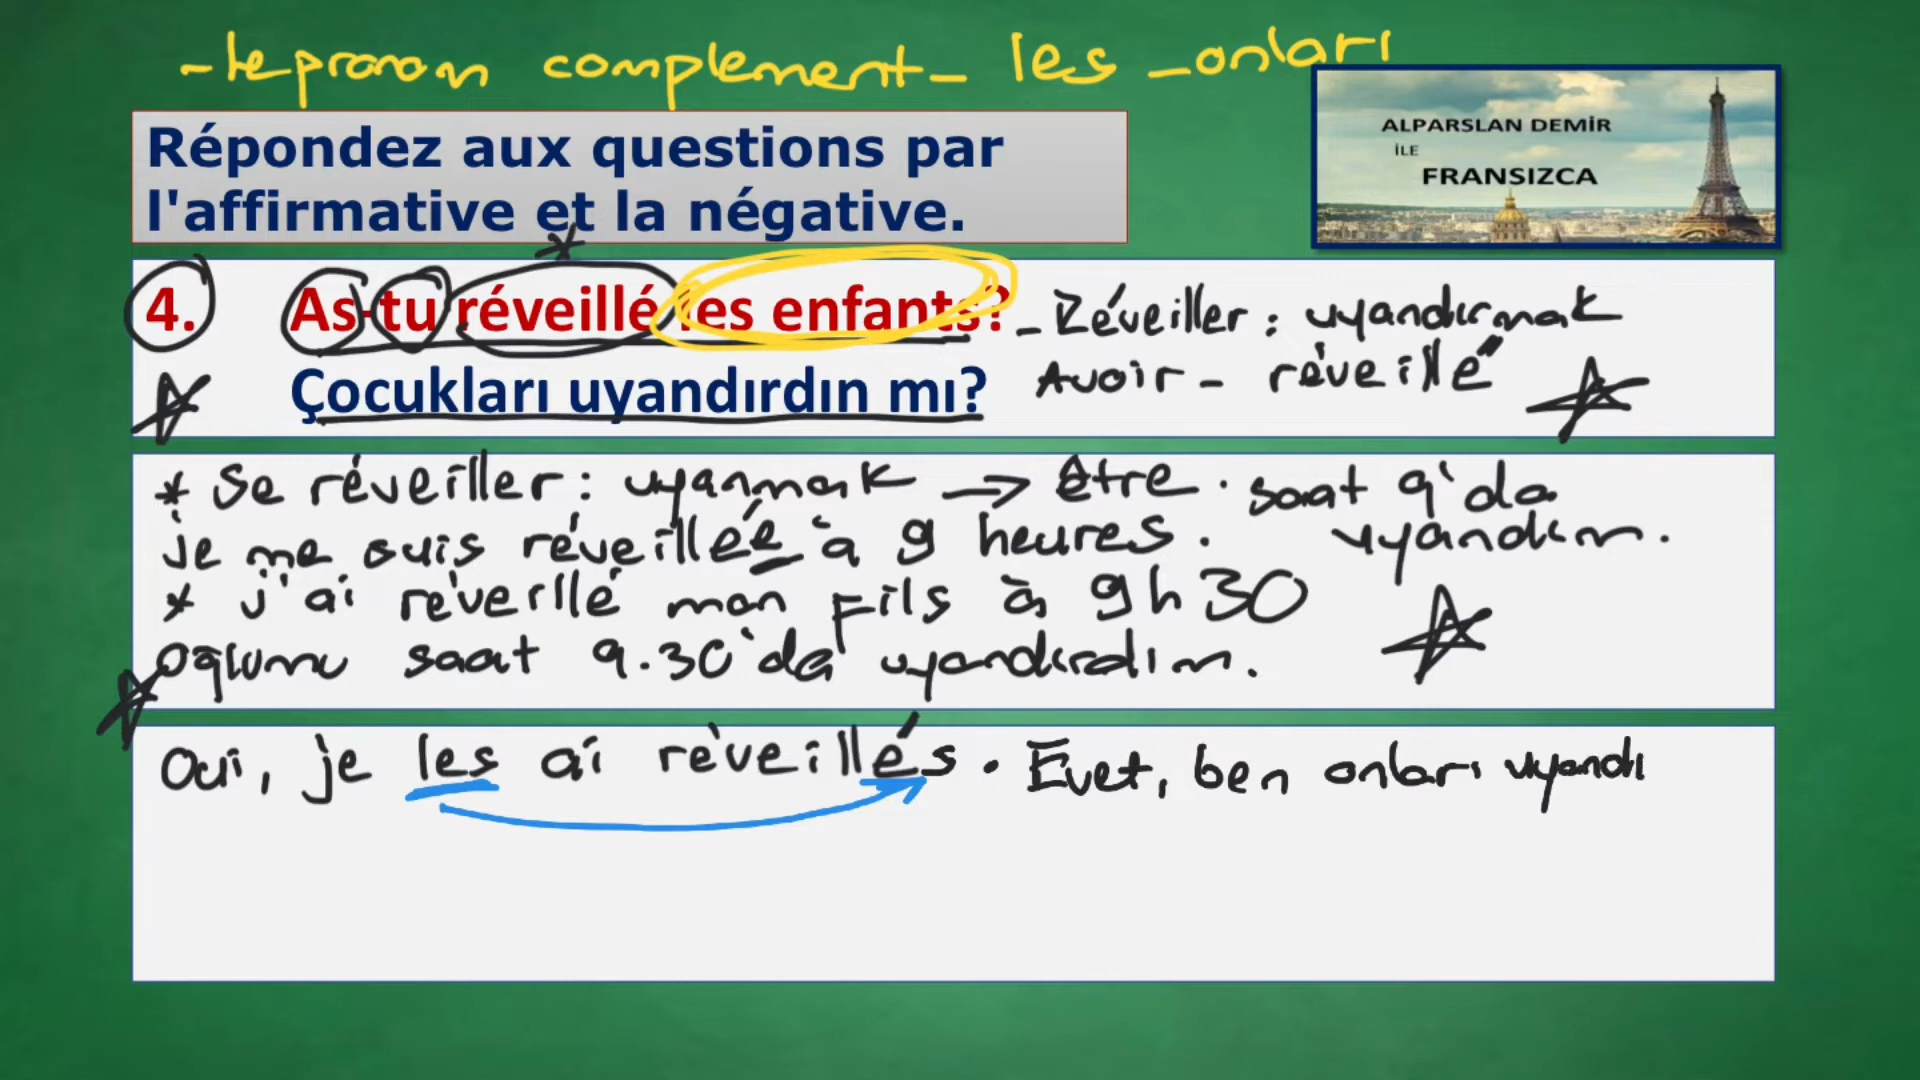 - le pronom complement - les - onları
Répondez aux questions par
l'affirmative et la négative.
ALPARSLAN DEMİR
İLE
FRANSIZCA
4. As-tu réveillé les enfants? - Réveiller : uyandırmak
Çocukları uyandırdın mı? Avoir - réveillé
* Se réveiller : uyanmak → être . saat 9'da
je me suis réveillée à 9 heures. uyandım.
* j'ai réveillé mon fils à 9h30
oğlumu saat 9.30'da uyandırdım.
Oui, je les ai réveillés. Evet, ben onları uyandı